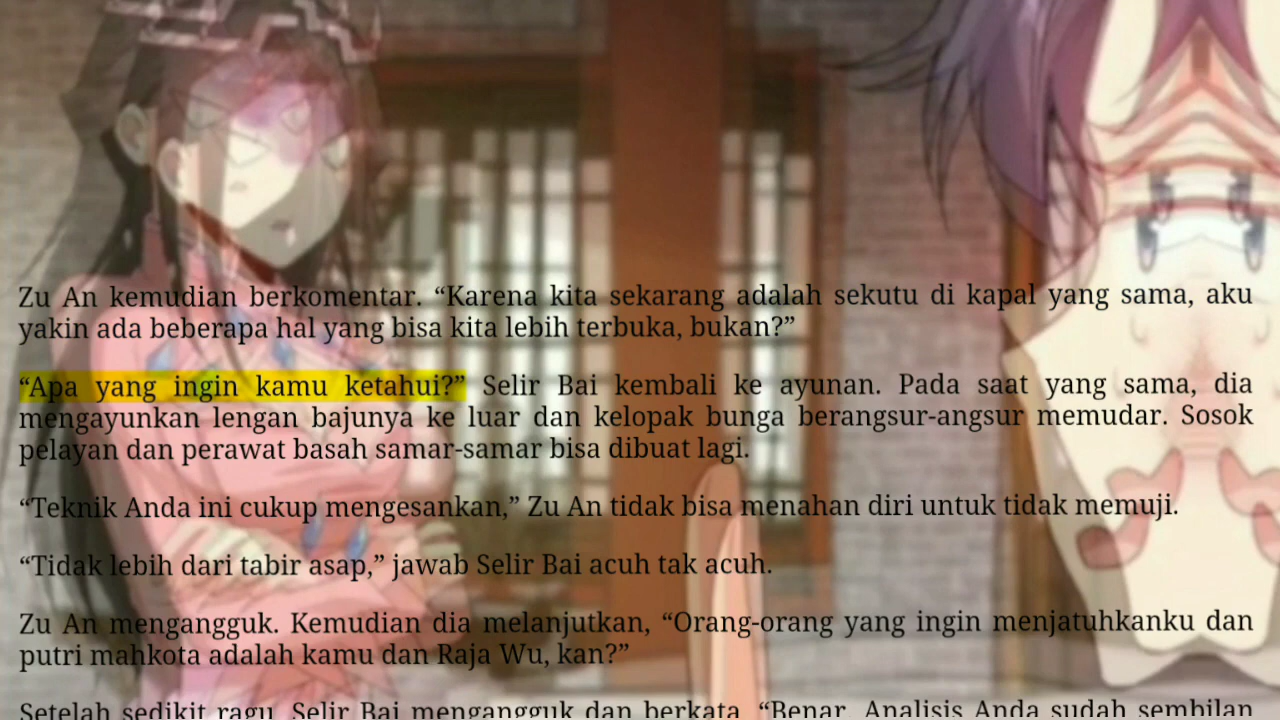 Zu An kemudian berkomentar. “Karena kita sekarang adalah sekutu di kapal yang sama, aku
yakin ada beberapa hal yang bisa kita lebih terbuka, bukan?”
“Apa yang ingin kamu ketahui?” Selir Bai kembali ke ayunan. Pada saat yang sama, dia
mengayunkan lengan bajunya ke luar dan kelopak bunga berangsur-angsur memudar. Sosok
pelayan dan perawat basah samar-samar bisa dibuat lagi.
“Teknik Anda ini cukup mengesankan,” Zu An tidak bisa menahan diri untuk tidak memuji.
“Tidak lebih dari tabir asap,” jawab Selir Bai acuh tak acuh.
Zu An mengangguk. Kemudian dia melanjutkan, “Orang-orang yang ingin menjatuhkanku dan
putri mahkota adalah kamu dan Raja Wu, kan?”
Setelah sedikit ragu, Selir Bai mengangguk dan berkata, “Benar. Analisis Anda sudah sembilan